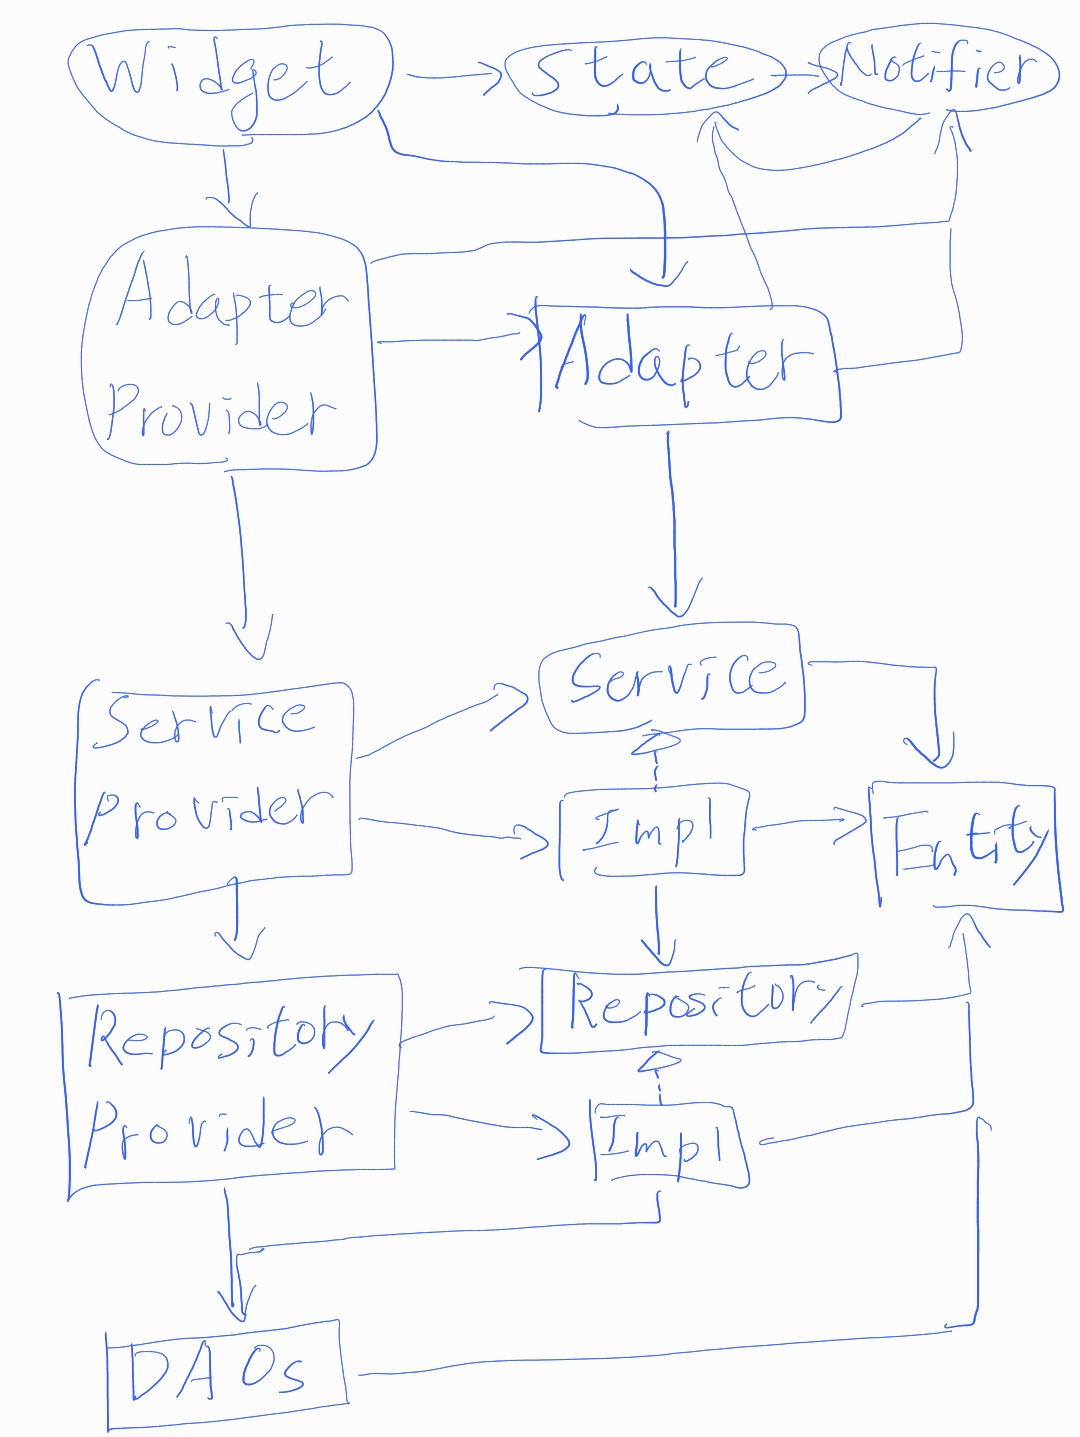 Widget
State
Notifier
Adapter
Provider
Adapter
Service
Provider
Service
Impl
Entity
Repository
Provider
Repository
Impl
DAOs